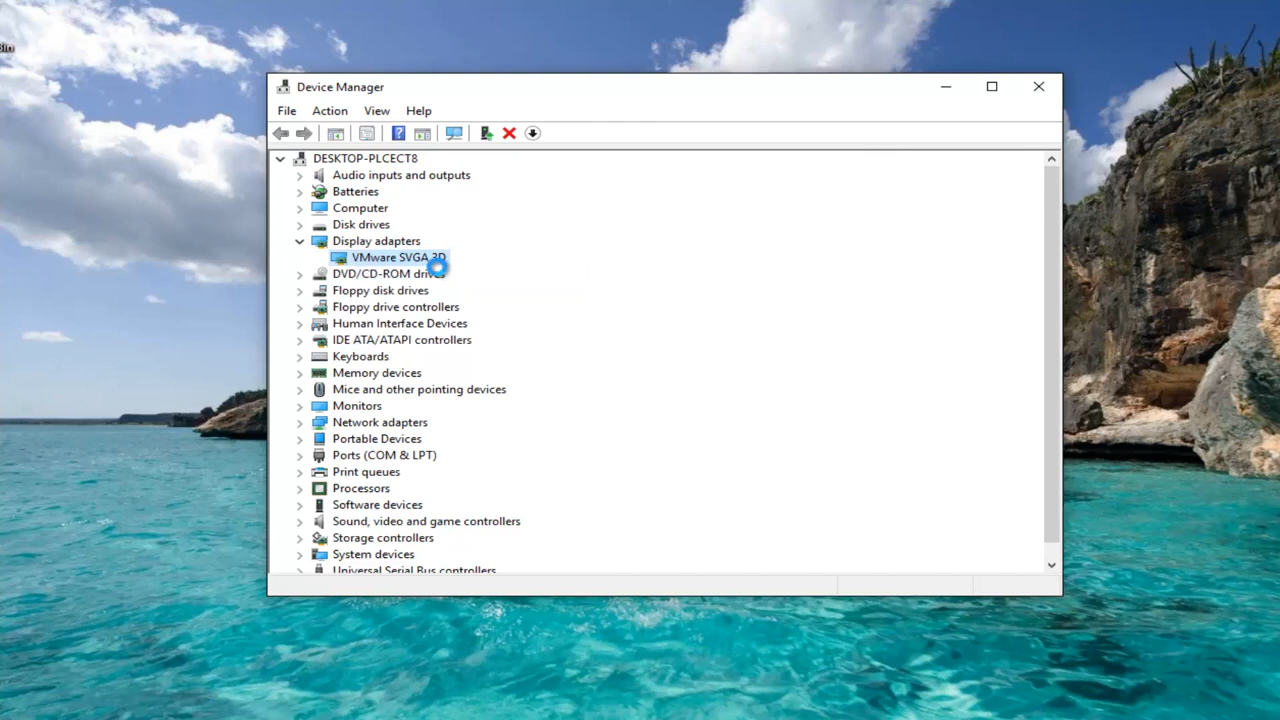 Bin
Device Manager
File Action View Help
DESKTOP-PLCECT8
Audio inputs and outputs
Batteries
Computer
Disk drives
Display adapters
VMware SVGA 3D
DVD/CD-ROM drives
Floppy disk drives
Floppy drive controllers
Human Interface Devices
IDE ATA/ATAPI controllers
Keyboards
Memory devices
Mice and other pointing devices
Monitors
Network adapters
Portable Devices
Ports (COM & LPT)
Print queues
Processors
Software devices
Sound, video and game controllers
Storage controllers
System devices
Universal Serial Bus controllers